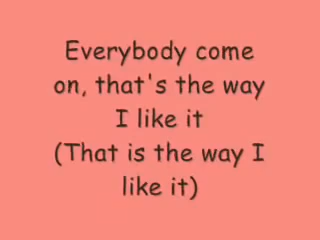 Everybody come
on, that's the way
I like it
(That is the way I
like it)